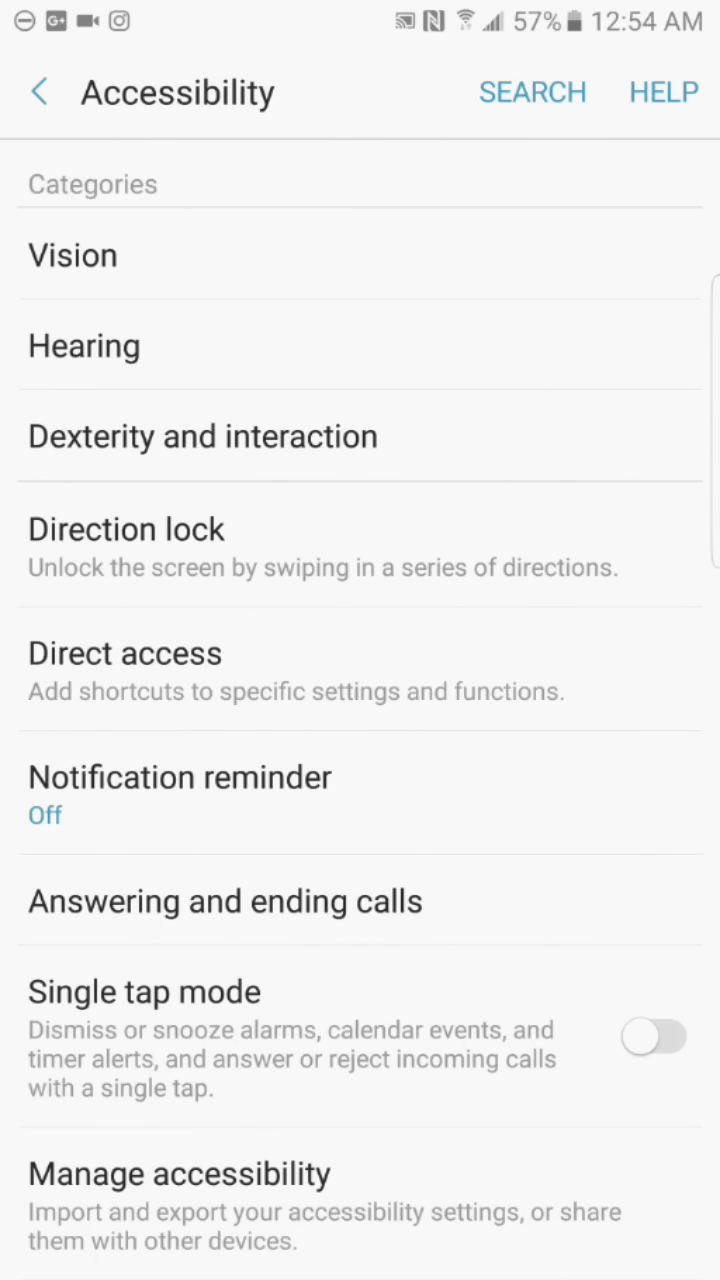 G+ 57% 12:54 AM
Accessibility SEARCH HELP
Categories
Vision
Hearing
Dexterity and interaction
Direction lock
Unlock the screen by swiping in a series of directions.
Direct access
Add shortcuts to specific settings and functions.
Notification reminder
Off
Answering and ending calls
Single tap mode
Dismiss or snooze alarms, calendar events, and
timer alerts, and answer or reject incoming calls
with a single tap.
Manage accessibility
Import and export your accessibility settings, or share
them with other devices.